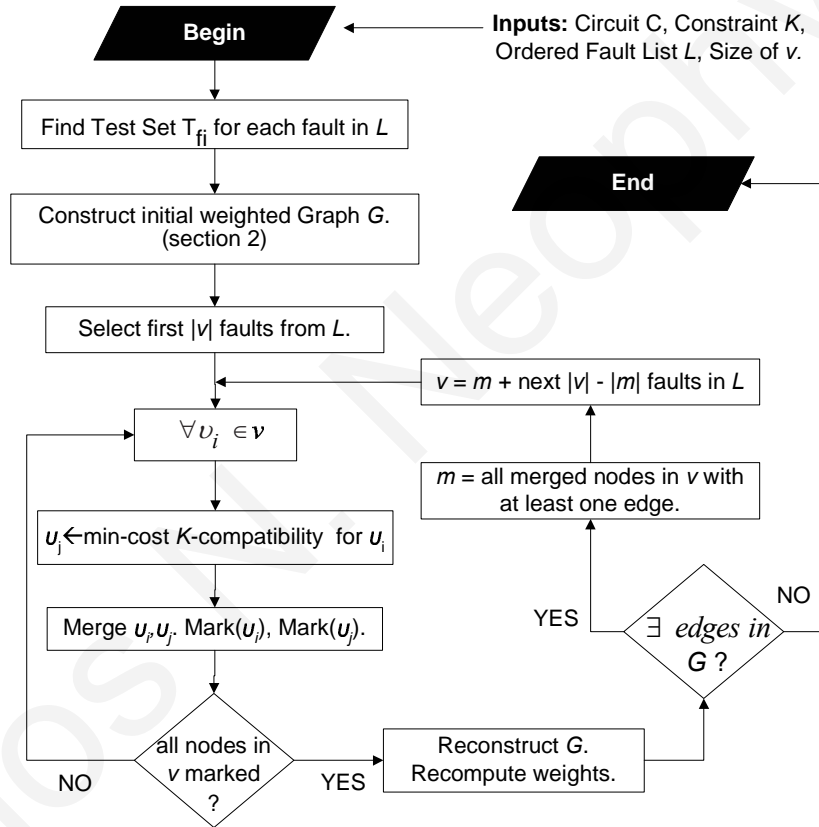 Begin
Inputs: Circuit C, Constraint K,
Ordered Fault List L, Size of v.
Find Test Set Tfi for each fault in L
End
Construct initial weighted Graph G.
(section 2)
Select first |v| faults from L.
v = m + next |v| - |m| faults in L
∀υi ∈ v
m = all merged nodes in v with
at least one edge.
υj←min-cost K-compatibility for υi
Merge υi,υj. Mark(υi), Mark(υj).
YES
NO
∃ edges in
G ?
all nodes in
v marked
?
NO
YES
Reconstruct G.
Recompute weights.
os N. Neophy